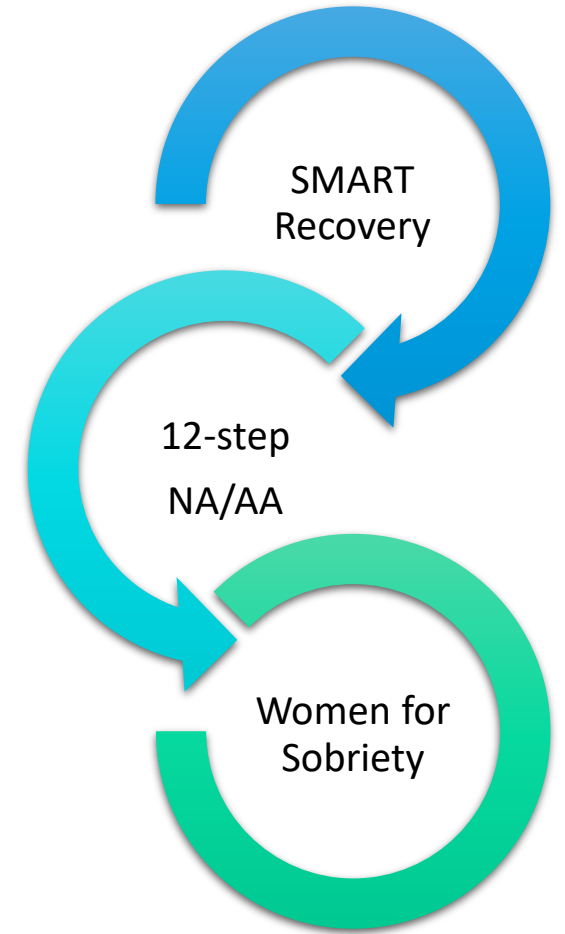 SMART
Recovery
12-step
NA/AA
Women for
Sobriety